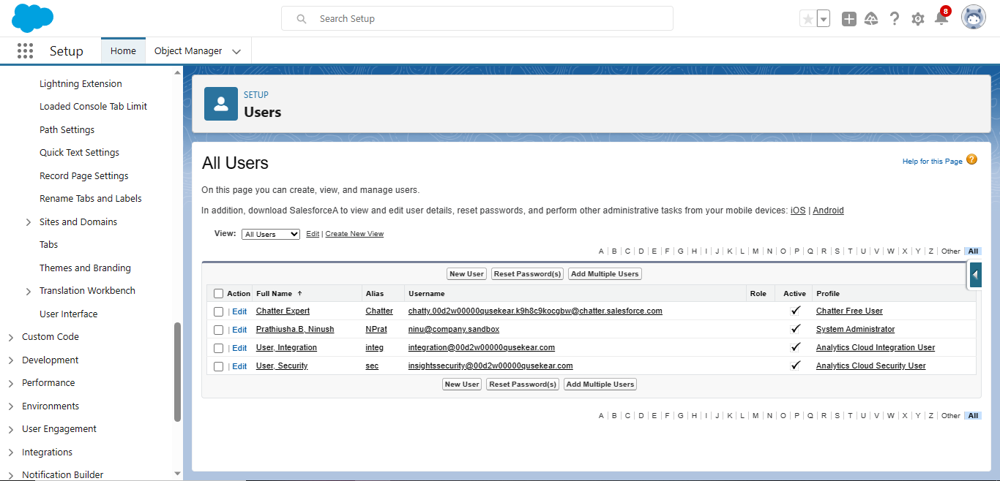 Search Setup
8
Setup Home Object Manager
Lightning Extension
Loaded Console Tab Limit
Path Settings
Quick Text Settings
Record Page Settings
Rename Tabs and Labels
Sites and Domains
Tabs
Themes and Branding
Translation Workbench
User Interface
Custom Code
Development
Performance
Environments
User Engagement
Integrations
Notification Builder
SETUP
Users
All Users
Help for this Page ?
On this page you can create, view, and manage users.
In addition, download SalesforceA to view and edit user details, reset passwords, and perform other administrative tasks from your mobile devices: iOS | Android
View: All Users Edit | Create New View
A | B | C | D | E | F | G | H | I | J | K | L | M | N | O | P | Q | R | S | T | U | V | W | X | Y | Z | Other All
New User Reset Password(s) Add Multiple Users
Action Full Name ↑ Alias Username Role Active Profile
| Edit Chatter Expert Chatter chatty.00d2w00000qusekear.k9h8c9kocgbw@chatter.salesforce.com ✓ Chatter Free User
| Edit Prathiusha.B, Ninush NPrat ninu@company.sandbox ✓ System Administrator
| Edit User, Integration integ integration@00d2w00000qusekear.com ✓ Analytics Cloud Integration User
| Edit User, Security sec insightssecurity@00d2w00000qusekear.com ✓ Analytics Cloud Security User
New User Reset Password(s) Add Multiple Users
A | B | C | D | E | F | G | H | I | J | K | L | M | N | O | P | Q | R | S | T | U | V | W | X | Y | Z | Other All